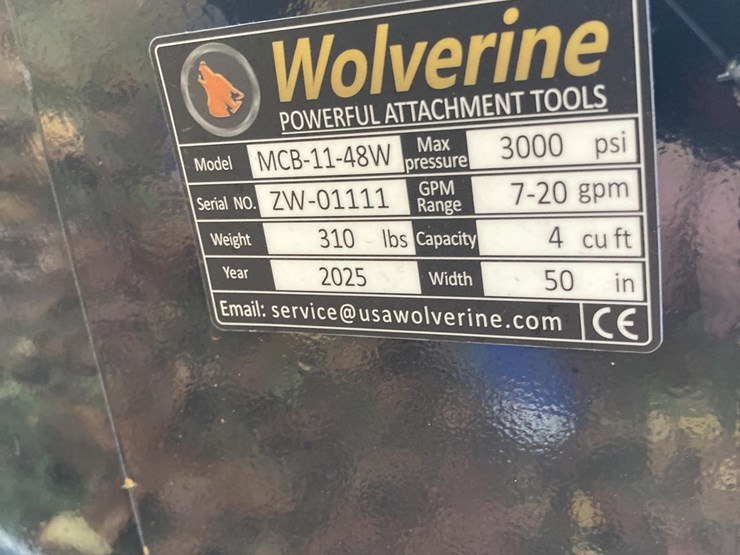 Wolverine
POWERFUL ATTACHMENT TOOLS
Model MCB-11-48W Max pressure 3000 psi
Serial NO. ZW-01111 GPM Range 7-20 gpm
Weight 310 lbs Capacity 4 cu ft
Year 2025 Width 50 in
Email: service@usawolverine.com CE